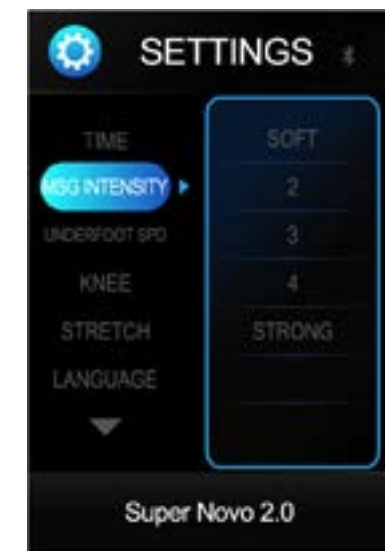 SETTINGS
TIME
MSG INTENSITY
UNDERFOOT SPD
KNEE
STRETCH
LANGUAGE
SOFT
2
3
4
STRONG
Super Novo 2.0